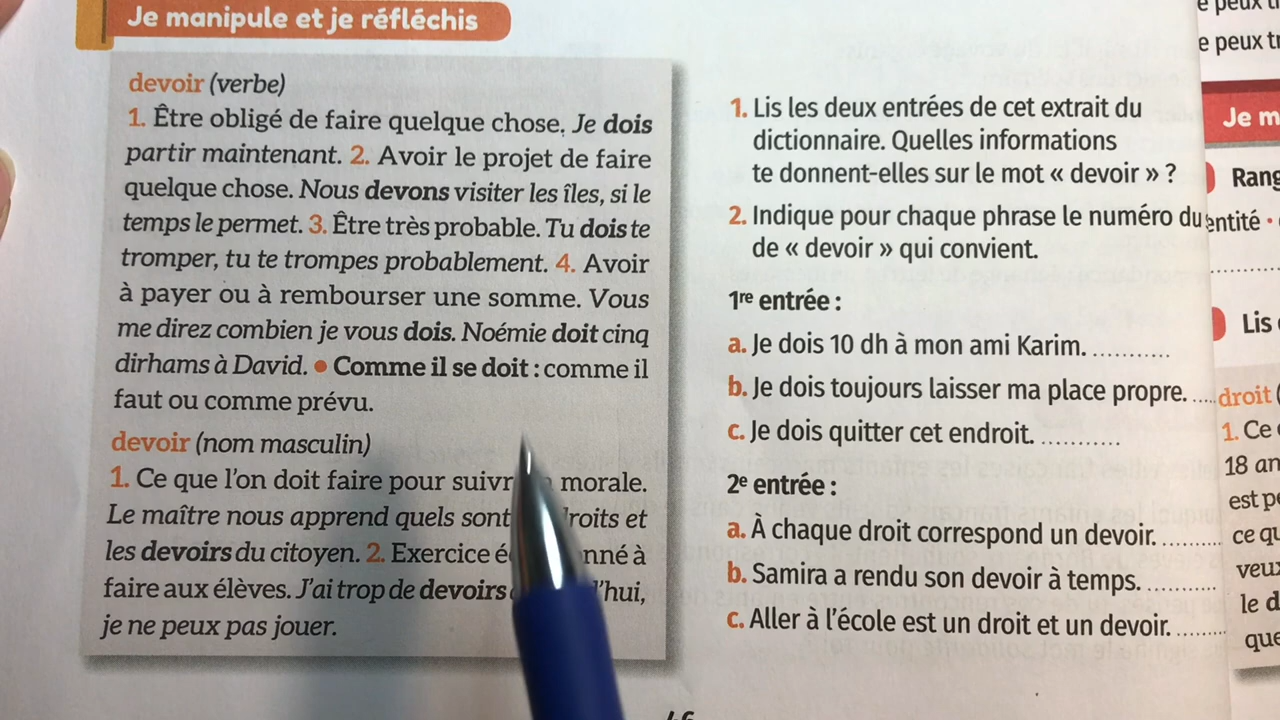 Je manipule et je réfléchis
devoir (verbe)
1. Être obligé de faire quelque chose. Je dois
partir maintenant. 2. Avoir le projet de faire
quelque chose. Nous devons visiter les îles, si le
temps le permet. 3. Être très probable. Tu dois te
tromper, tu te trompes probablement. 4. Avoir
à payer ou à rembourser une somme. Vous
me direz combien je vous dois. Noémie doit cinq
dirhams à David. • Comme il se doit : comme il
faut ou comme prévu.
devoir (nom masculin)
1. Ce que l'on doit faire pour morale.
Le maître nous apprend quels sont et
les devoirs du citoyen. 2. Exercice à
faire aux élèves. J'ai trop de devoirs
je ne peux pas jouer.
1. Lis les deux entrées de cet extrait du
dictionnaire. Quelles informations
te donnent-elles sur le mot « devoir » ?
2. Indique pour chaque phrase le numéro du
de « devoir » qui convient.
1re entrée :
a. Je dois 10 dh à mon ami Karim. ...........
b. Je dois toujours laisser ma place propre. ....
c. Je dois quitter cet endroit. ...........
2e entrée :
a. À chaque droit correspond un devoir. .........
b. Samira a rendu son devoir à temps. ..........
c. Aller à l'école est un droit et un devoir. .......
e peux
e peux
Je
Lis
droit
1. Ce
18
est
ce
le